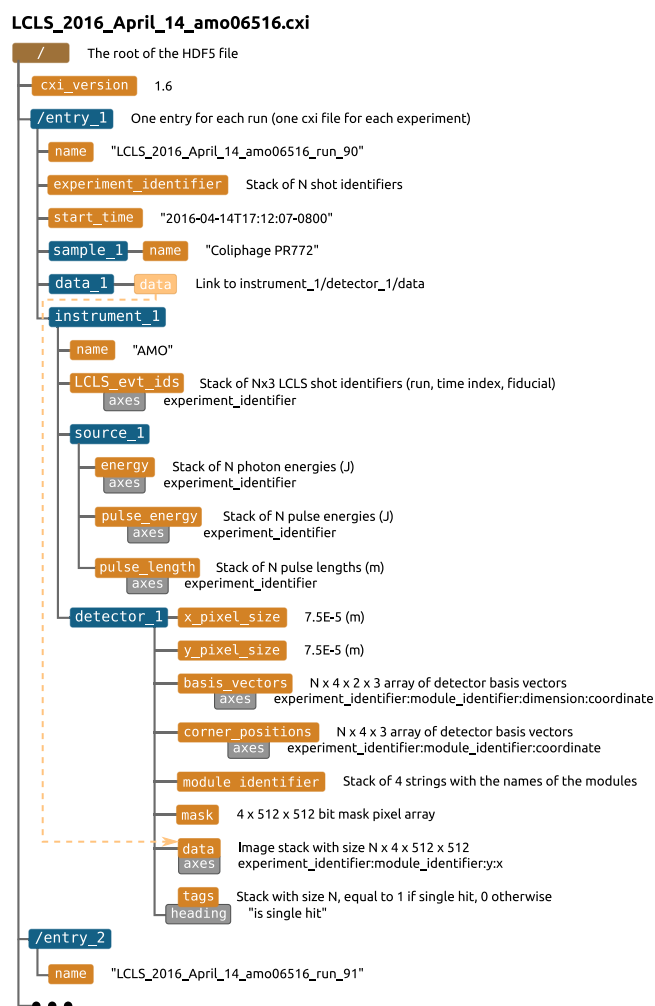 LCLS_2016_April_14_amo06516.cxi
/ The root of the HDF5 file
cxi_version 1.6
/entry_1 One entry for each run (one cxi file for each experiment)
name "LCLS_2016_April_14_amo06516_run_90"
experiment_identifier Stack of N shot identifiers
start_time "2016-04-14T17:12:07-0800"
sample_1 name "Coliphage PR772"
data_1 data Link to instrument_1/detector_1/data
instrument_1
name "AMO"
LCLS_evt_ids Stack of Nx3 LCLS shot identifiers (run, time index, fiducial)
axes experiment_identifier
source_1
energy Stack of N photon energies (J)
axes experiment_identifier
pulse_energy Stack of N pulse energies (J)
axes experiment_identifier
pulse_length Stack of N pulse lengths (m)
axes experiment_identifier
detector_1 x_pixel_size 7.5E-5 (m)
y_pixel_size 7.5E-5 (m)
basis_vectors N x 4 x 2 x 3 array of detector basis vectors
axes experiment_identifier:module_identifier:dimension:coordinate
corner_positions N x 4 x 3 array of detector basis vectors
axes experiment_identifier:module_identifier:coordinate
module identifier Stack of 4 strings with the names of the modules
mask 4 x 512 x 512 bit mask pixel array
data Image stack with size N x 4 x 512 x 512
axes experiment_identifier:module_identifier:y:x
tags Stack with size N, equal to 1 if single hit, 0 otherwise
heading "is single hit"
/entry_2
name "LCLS_2016_April_14_amo06516_run_91"